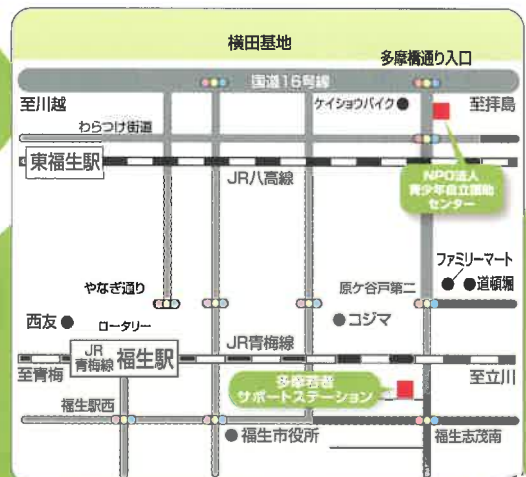 横田基地
多摩橋通り入口
国道16号線
至川越
ケイショウバイク
至拝島
わらつけ街道
東福生駅
JR八高線
NPO法人
青少年自立援助
センター
ファミリーマート
道頓堀
やなぎ通り
原ケ谷戸第二
西友
ロータリー
コジマ
JR
青梅線
福生駅
JR青梅線
至青梅
至立川
多摩若者
サポートステーション
福生駅西
福生市役所
福生志茂南